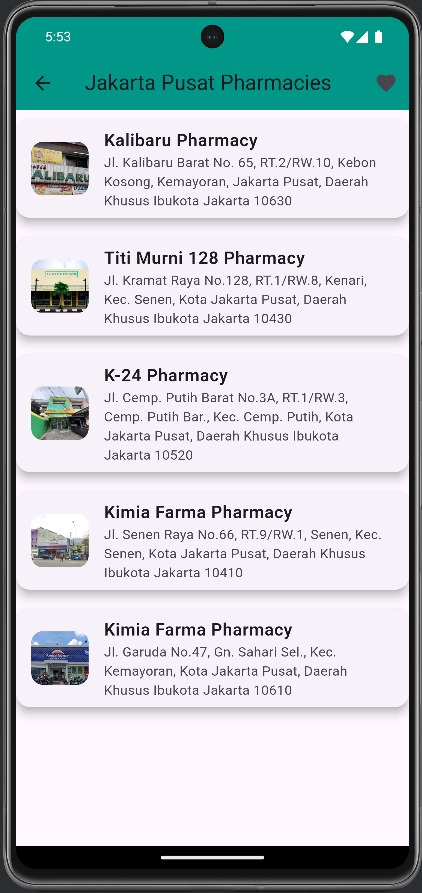 5:53
Jakarta Pusat Pharmacies
Kalibaru Pharmacy
Jl. Kalibaru Barat No. 65, RT.2/RW.10, Kebon
Kosong, Kemayoran, Jakarta Pusat, Daerah
Khusus Ibukota Jakarta 10630
ALIBARU
Titi Murni 128 Pharmacy
Jl. Kramat Raya No.128, RT.1/RW.8, Kenari,
Kec. Senen, Kota Jakarta Pusat, Daerah
Khusus Ibukota Jakarta 10430
K-24 Pharmacy
Jl. Cemp. Putih Barat No.3A, RT.1/RW.3,
Cemp. Putih Bar., Kec. Cemp. Putih, Kota
Jakarta Pusat, Daerah Khusus Ibukota
Jakarta 10520
Kimia Farma Pharmacy
Jl. Senen Raya No.66, RT.9/RW.1, Senen, Kec.
Senen, Kota Jakarta Pusat, Daerah Khusus
Ibukota Jakarta 10410
Kimia Farma Pharmacy
Jl. Garuda No.47, Gn. Sahari Sel., Kec.
Kemayoran, Kota Jakarta Pusat, Daerah
Khusus Ibukota Jakarta 10610